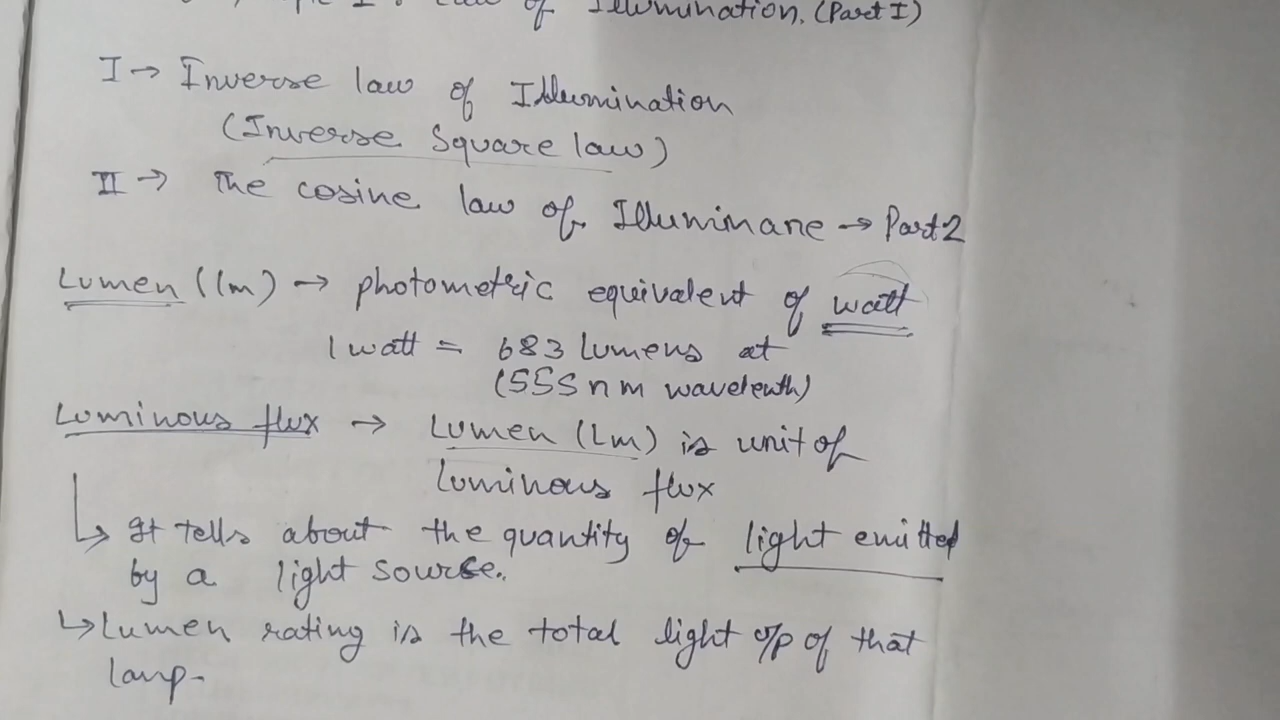 of Illumination. (Part I)
I → Inverse law of Illumination
(Inverse Square law)
II → The cosine law of Illuminane → Part 2
Lumen (lm) → photometric equivalent of watt
1 watt = 683 Lumens at
(555 nm wavelenth)
Luminous flux → Lumen (Lm) is unit of
luminous flux
↳ It tells about the quantity of light emitted
by a light source.
↳ Lumen rating is the total light o/p of that
lamp.